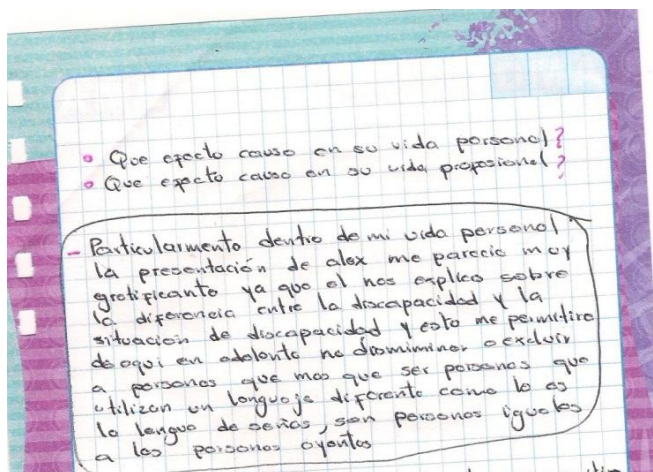 • Que efecto causo en su vida personal?
• Que efecto causo en su vida profesional?
- Particularmente dentro de mi vida personal
la presentación de alex me parecio muy
gratificante ya que el nos explico sobre
la diferencia entre la discapacidad y la
situacion de discapacidad y esto me permitira
de aqui en adelante no o excluir
a personas que mas que ser personas que
utilizan un lenguaje diferente como lo es
la lengua de señas, son personas iguales
a las personas oyentes